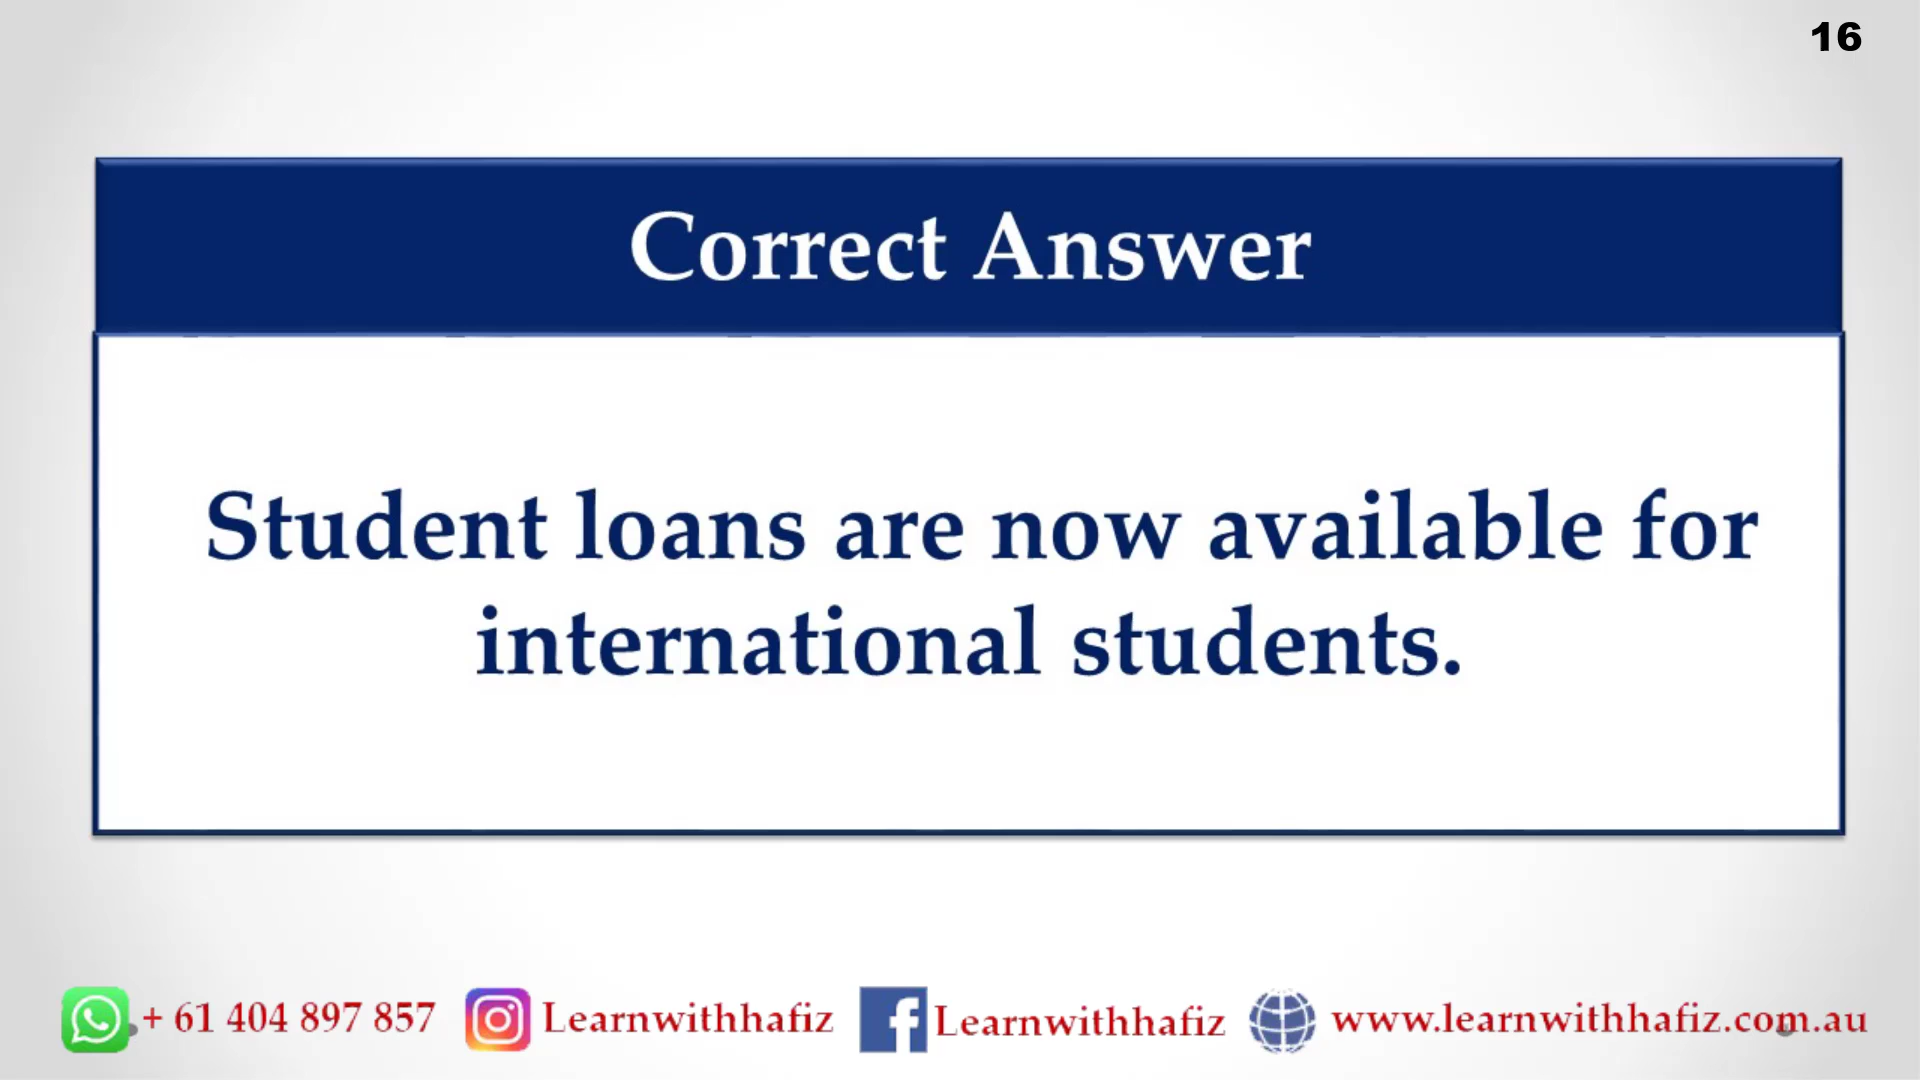 16
Correct Answer
Student loans are now available for
international students.
+ 61 404 897 857 Learnwithhafiz Learnwithhafiz www.learnwithhafiz.com.au